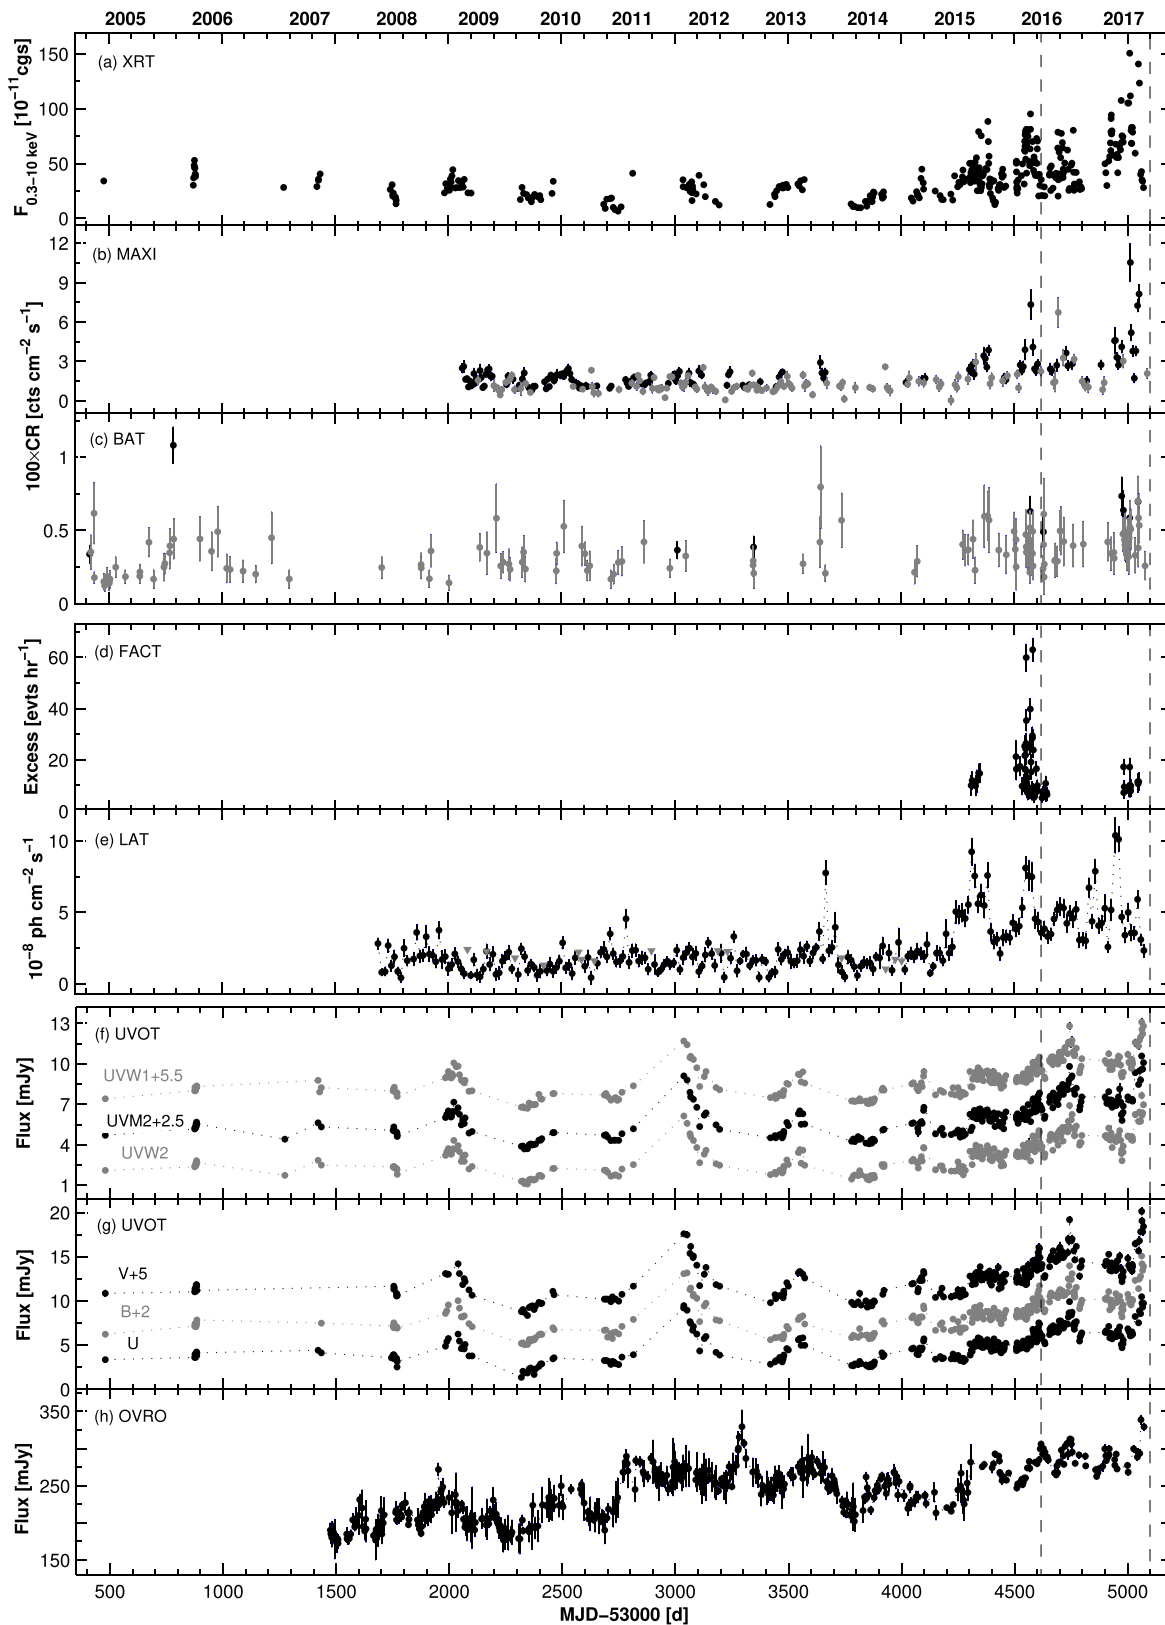 2005 2006 2007 2008 2009 2010 2011 2012 2013 2014 2015 2016 2017
(a) XRT
F0.3−10 keV [10−11cgs]
150
100
50
0
(b) MAXI
[cts cm−2 s−1]
12
9
6
3
0
(c) BAT
100×CR
1
0.5
0
(d) FACT
Excess [evts hr−1]
60
40
20
0
(e) LAT
10−8 ph cm−2 s−1
10
5
0
(f) UVOT
Flux [mJy]
13
10
7
4
1
UVW1+5.5
UVM2+2.5
UVW2
(g) UVOT
Flux [mJy]
20
15
10
5
0
V+5
B+2
U
(h) OVRO
Flux [mJy]
350
250
150
500 1000 1500 2000 2500 3000 3500 4000 4500 5000
MJD−53000 [d]